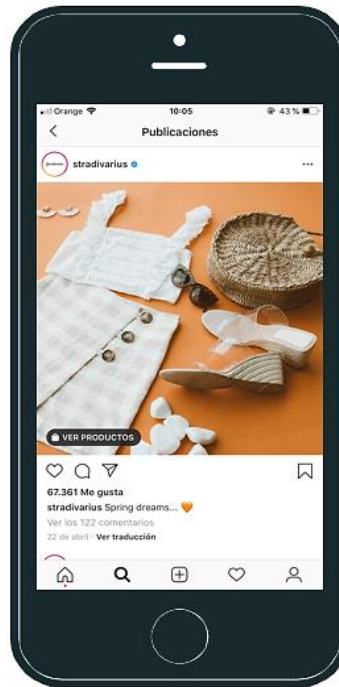 Orange 10:05 43 %
Publicaciones
stradivarius
VER PRODUCTOS
67.361 Me gusta
stradivarius Spring dreams... 🧡
Ver los 122 comentarios
22 de abril · Ver traducción